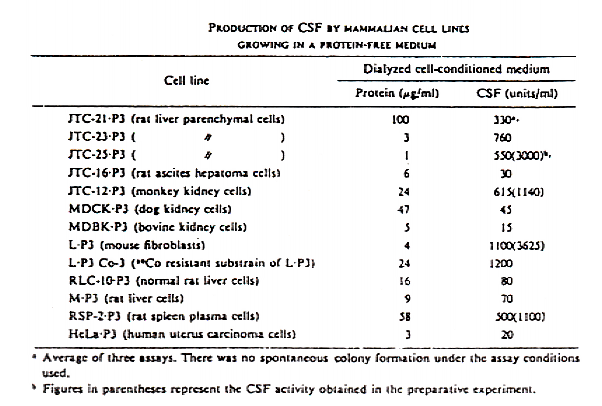 PRODUCTION OF CSF BY MAMMALIAN CELL LINES
GROWING IN A PROTEIN-FREE MEDIUM
Cell line
Dialyzed cell-conditioned medium
Protein (μg/ml) CSF (units/ml)
JTC-21·P3 (rat liver parenchymal cells) 100 330ᵃ·
JTC-23·P3 ( 〃 ) 3 760
JTC-25·P3 ( 〃 ) 1 550(3000)ᵇ·
JTC-16·P3 (rat ascites hepatoma cells) 6 30
JTC-12·P3 (monkey kidney cells) 24 615(1140)
MDCK·P3 (dog kidney cells) 47 45
MDBK·P3 (bovine kidney cells) 5 15
L·P3 (mouse fibroblasts) 4 1100(3625)
L·P3 Co-3 (⁶⁰Co resistant substrain of L·P3) 24 1200
RLC-10·P3 (normal rat liver cells) 16 80
M·P3 (rat liver cells) 9 70
RSP-2·P3 (rat spleen plasma cells) 58 500(1100)
HeLa·P3 (human uterus carcinoma cells) 3 20
ᵃ Average of three assays. There was no spontaneous colony formation under the assay conditions
used.
ᵇ Figures in parentheses represent the CSF activity obtained in the preparative experiment.